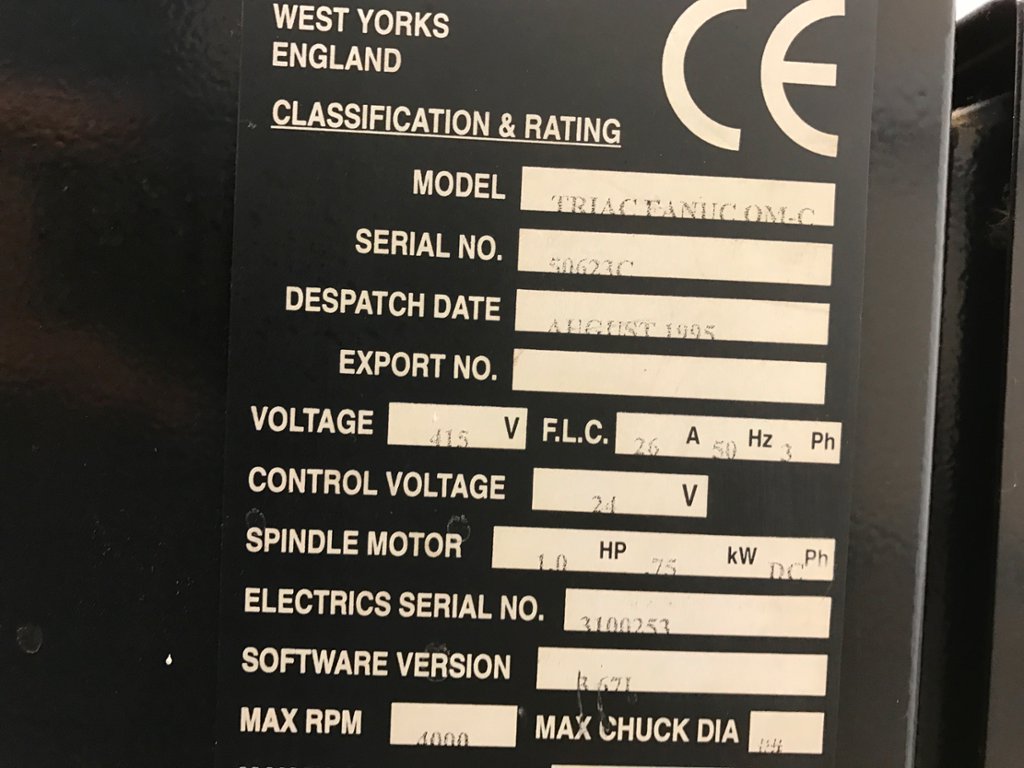 WEST YORKS
ENGLAND
CE
CLASSIFICATION & RATING
MODEL TRIAC FANUC OM-C
SERIAL NO. 50623C
DESPATCH DATE AUGUST 1995
EXPORT NO.
VOLTAGE 415 V F.L.C. 26 A 50 Hz 3 Ph
CONTROL VOLTAGE 24 V
SPINDLE MOTOR 1.0 HP .75 kW DC Ph
ELECTRICS SERIAL NO. 3100253
SOFTWARE VERSION
MAX RPM 4000 MAX CHUCK DIA